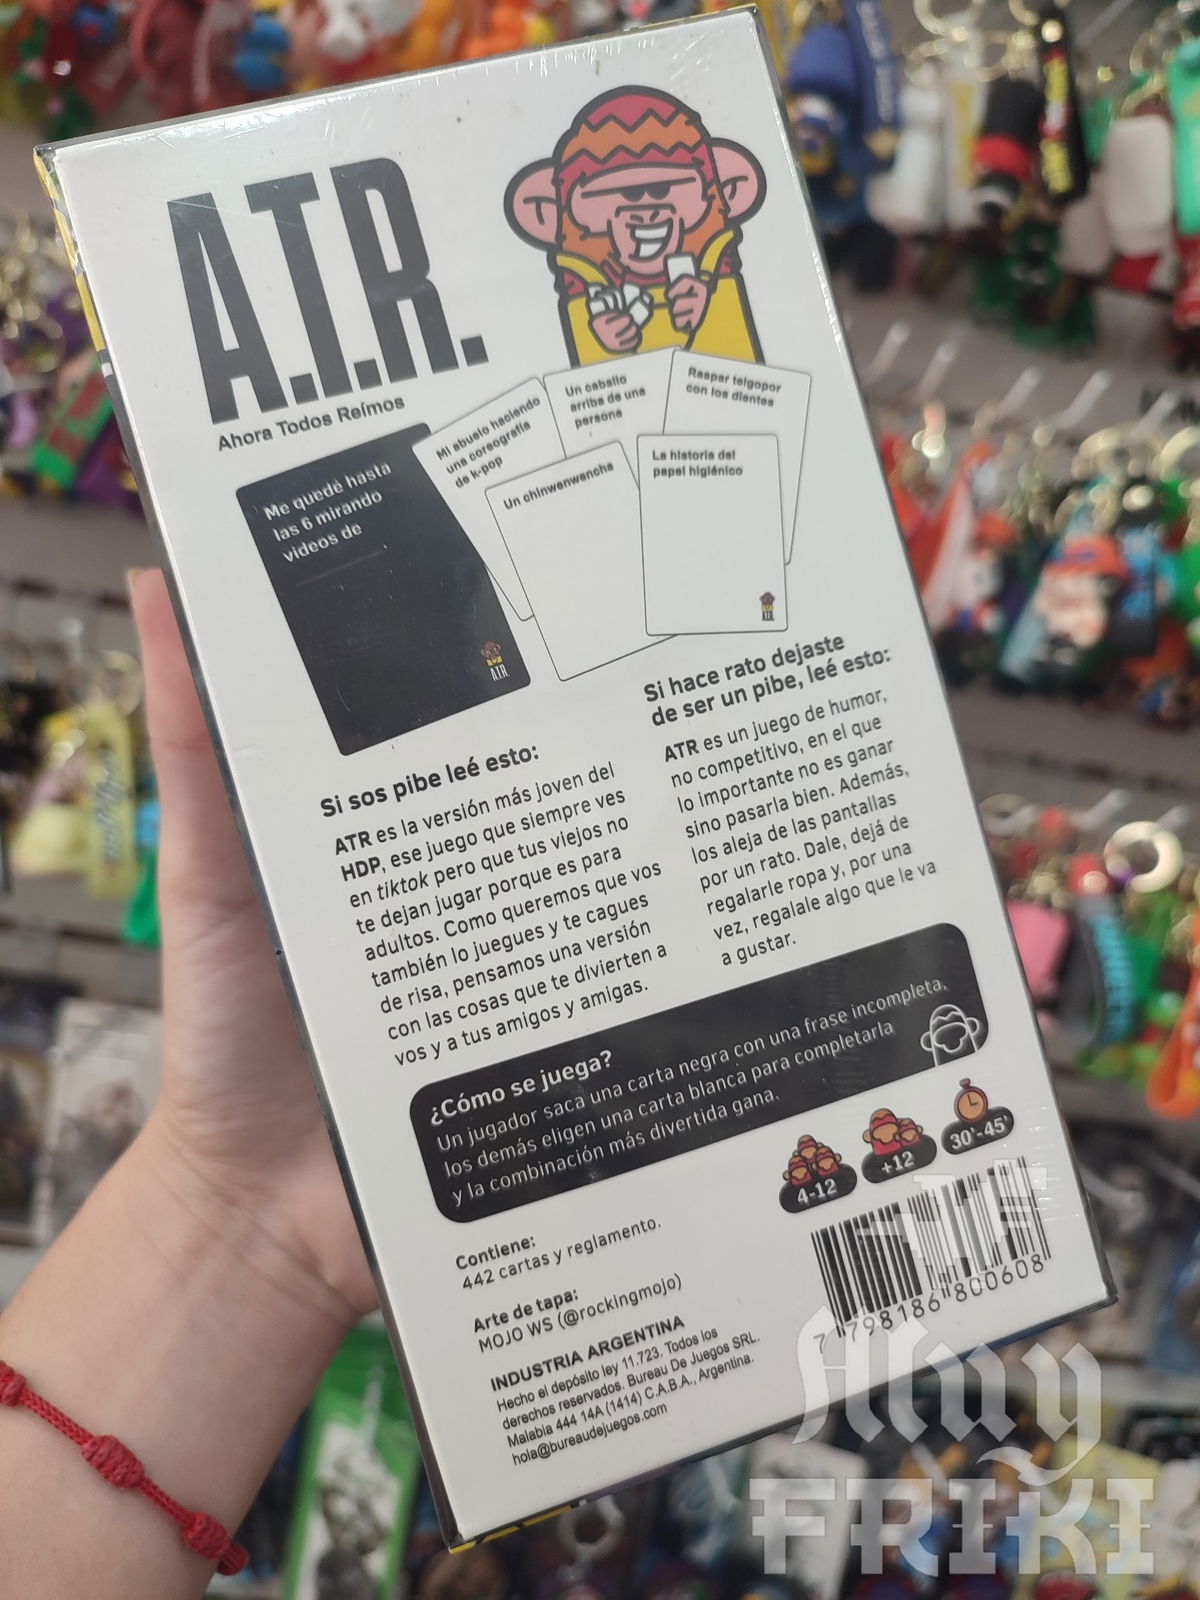 A.T.R.
Ahora Todos Reímos
Me quedé hasta
las 6 mirando
videos de
Mi abuelo haciendo
una coreografía
de k-pop
Un caballo
arriba de una
persona
Raspar telgopor
con los dientes
Un chinwenwencha
La historia del
papel higiénico
A.T.R.
Si sos pibe leé esto:
ATR es la versión más joven del
HDP, ese juego que siempre ves
en tiktok pero que tus viejos no
te dejan jugar porque es para
adultos. Como queremos que vos
también lo juegues y te cagues
de risa, pensamos una versión
con las cosas que te divierten a
vos y a tus amigos y amigas.
Si hace rato dejaste
de ser un pibe, leé esto:
ATR es un juego de humor,
no competitivo, en el que
lo importante no es ganar
sino pasarla bien. Además,
los aleja de las pantallas
por un rato. Dale, dejá de
regalarle ropa y, por una
vez, regalale algo que le va
a gustar.
¿Cómo se juega?
Un jugador saca una carta negra con una frase incompleta,
los demás eligen una carta blanca para completarla
y la combinación más divertida gana.
4-12
+12
30'-45'
Contiene:
442 cartas y reglamento.
Arte de tapa:
MOJO WS (@rockingmojo)
INDUSTRIA ARGENTINA
Hecho el depósito ley 11.723. Todos los
derechos reservados. Bureau De Juegos SRL.
Malabia 444 14A (1414) C.A.B.A., Argentina.
hola@bureaudejuegos.com
7 798186 800608
Muy
FRIKI